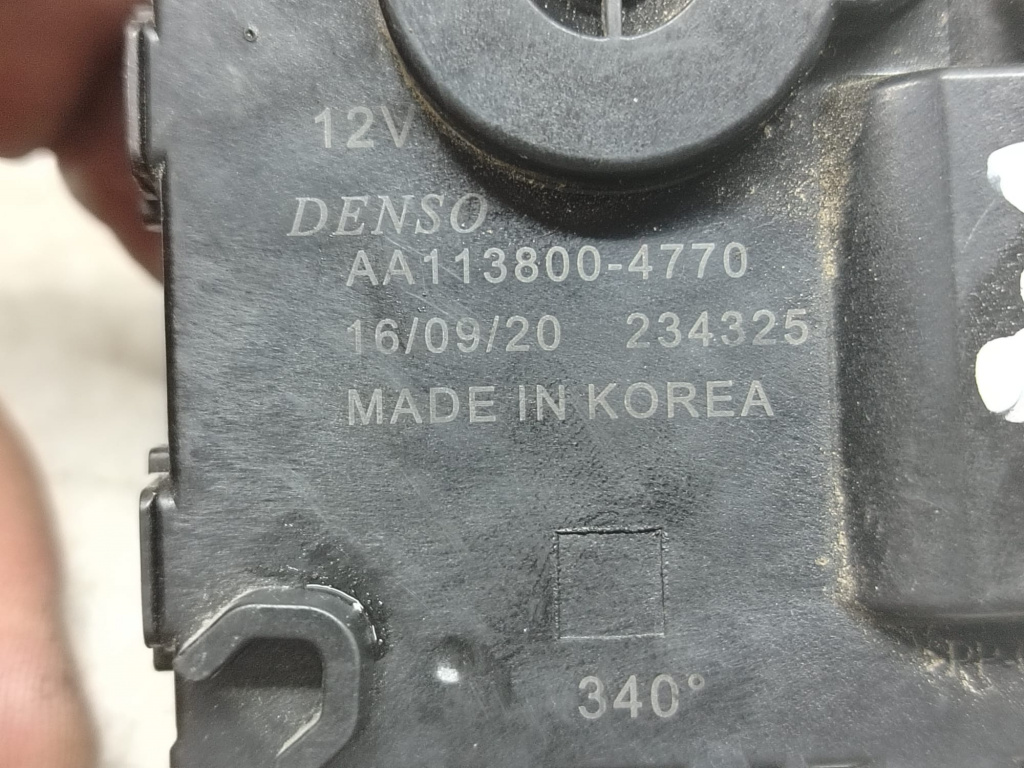 12V
DENSO
AA113800-4770
16/09/20 234325
MADE IN KOREA
340°